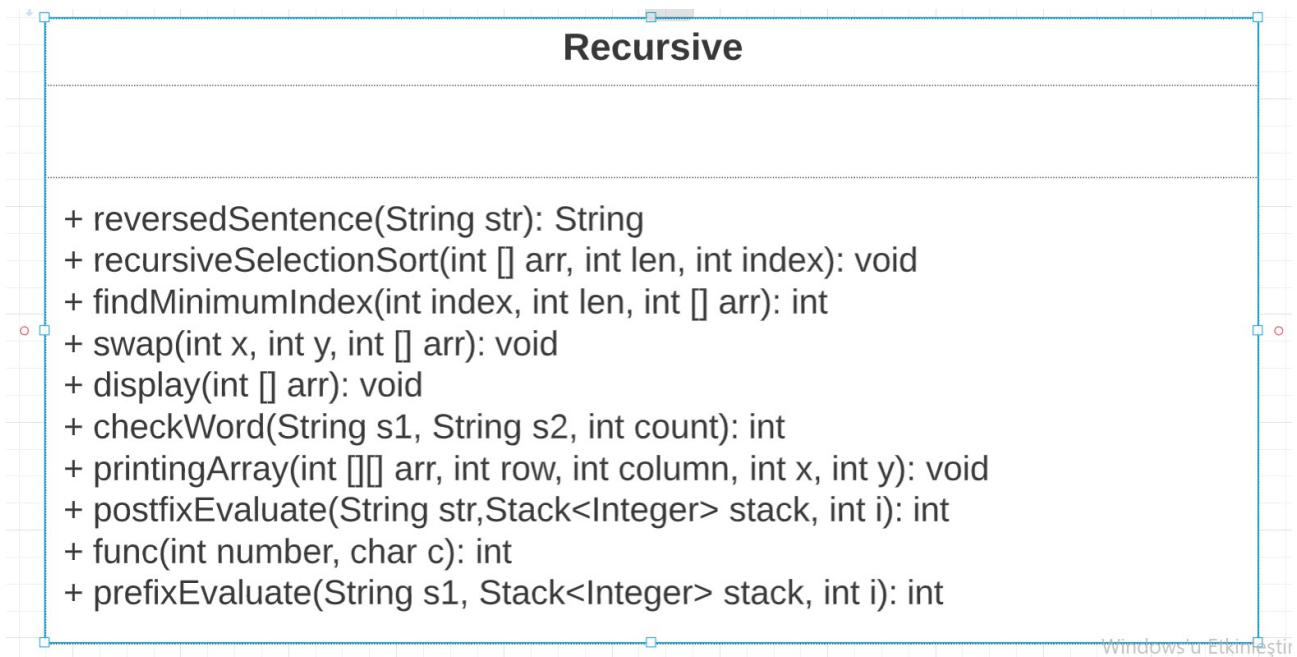 Recursive
+ reversedSentence(String str): String
+ recursiveSelectionSort(int [] arr, int len, int index): void
+ findMinimumIndex(int index, int len, int [] arr): int
+ swap(int x, int y, int [] arr): void
+ display(int [] arr): void
+ checkWord(String s1, String s2, int count): int
+ printingArray(int [][] arr, int row, int column, int x, int y): void
+ postfixEvaluate(String str,Stack<Integer> stack, int i): int
+ func(int number, char c): int
+ prefixEvaluate(String s1, Stack<Integer> stack, int i): int
Windows'u Etkinleştir